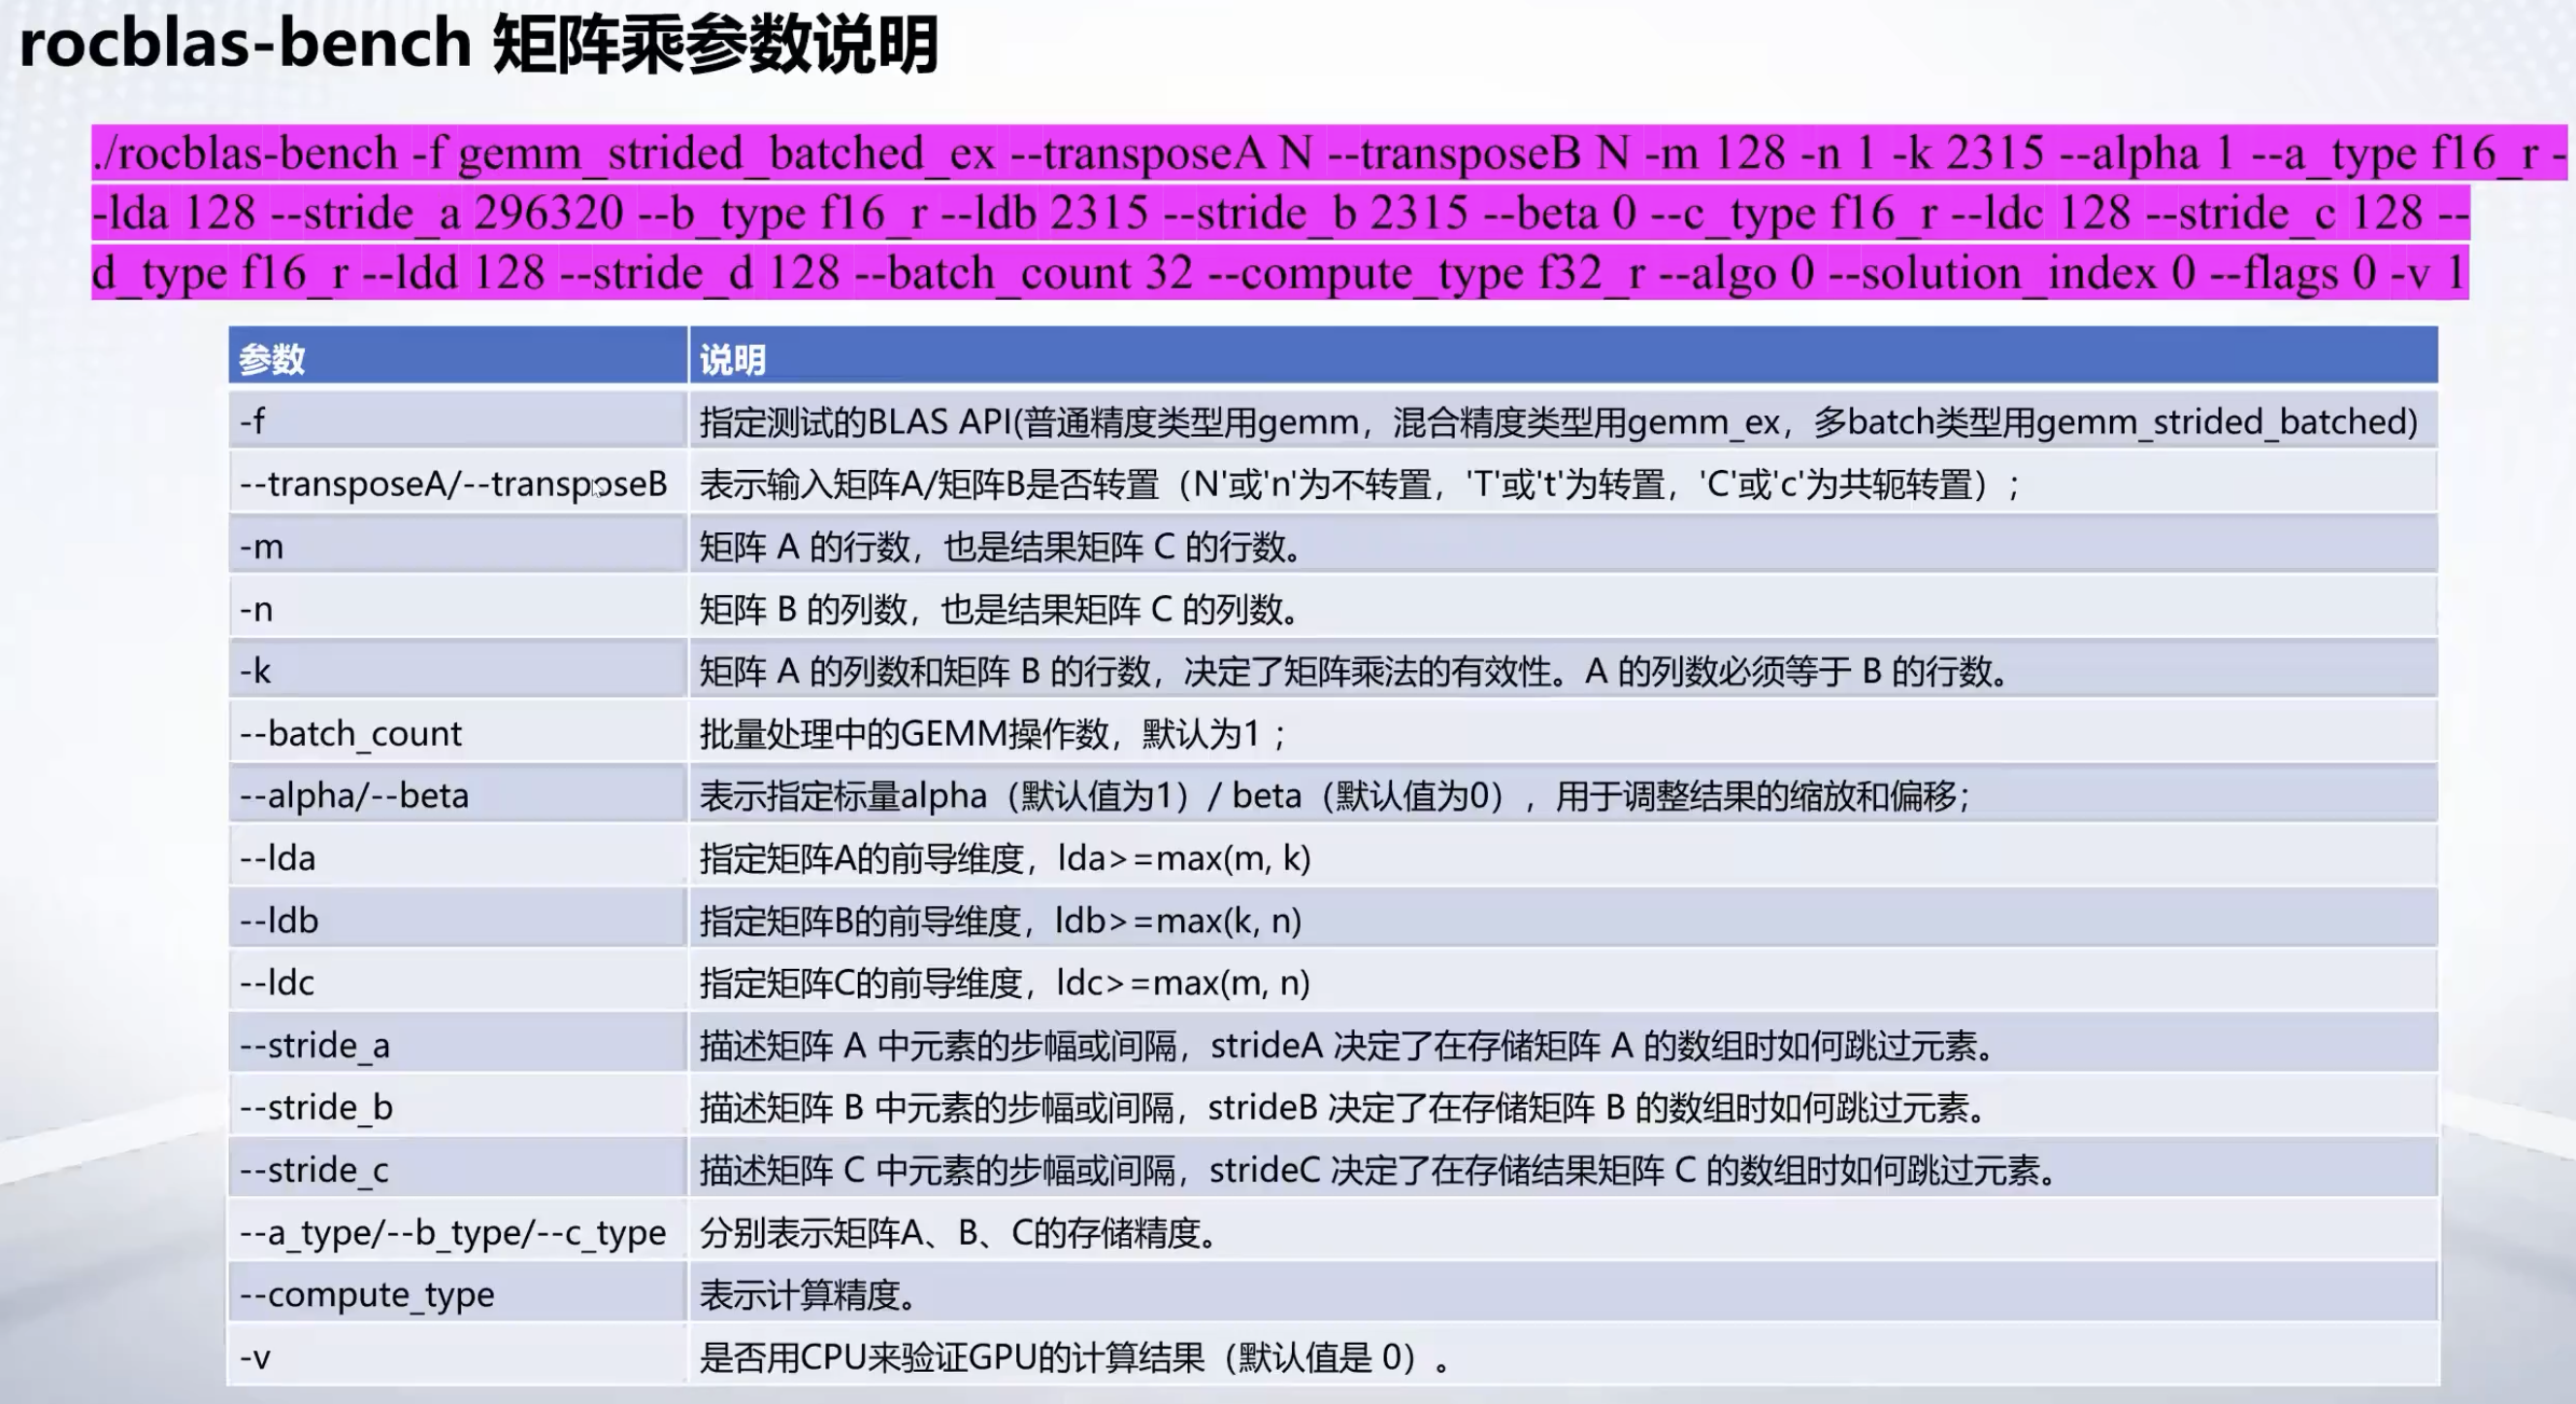 rocblas-bench 矩阵乘参数说明
./rocblas-bench -f gemm_strided_batched_ex --transposeA N --transposeB N -m 128 -n 1 -k 2315 --alpha 1 --a_type f16_r -
-lda 128 --stride_a 296320 --b_type f16_r --ldb 2315 --stride_b 2315 --beta 0 --c_type f16_r --ldc 128 --stride_c 128 --
d_type f16_r --ldd 128 --stride_d 128 --batch_count 32 --compute_type f32_r --algo 0 --solution_index 0 --flags 0 -v 1
参数 说明
-f 指定测试的BLAS API(普通精度类型用gemm，混合精度类型用gemm_ex，多batch类型用gemm_strided_batched)
--transposeA/--transposeB 表示输入矩阵A/矩阵B是否转置（N'或'n'为不转置，'T'或't'为转置，'C'或'c'为共轭转置）;
-m 矩阵 A 的行数，也是结果矩阵 C 的行数。
-n 矩阵 B 的列数，也是结果矩阵 C 的列数。
-k 矩阵 A 的列数和矩阵 B 的行数，决定了矩阵乘法的有效性。A 的列数必须等于 B 的行数。
--batch_count 批量处理中的GEMM操作数，默认为1 ;
--alpha/--beta 表示指定标量alpha（默认值为1）/ beta（默认值为0），用于调整结果的缩放和偏移;
--lda 指定矩阵A的前导维度，lda>=max(m, k)
--ldb 指定矩阵B的前导维度，ldb>=max(k, n)
--ldc 指定矩阵C的前导维度，ldc>=max(m, n)
--stride_a 描述矩阵 A 中元素的步幅或间隔，strideA 决定了在存储矩阵 A 的数组时如何跳过元素。
--stride_b 描述矩阵 B 中元素的步幅或间隔，strideB 决定了在存储矩阵 B 的数组时如何跳过元素。
--stride_c 描述矩阵 C 中元素的步幅或间隔，strideC 决定了在存储结果矩阵 C 的数组时如何跳过元素。
--a_type/--b_type/--c_type 分别表示矩阵A、B、C的存储精度。
--compute_type 表示计算精度。
-v 是否用CPU来验证GPU的计算结果（默认值是 0）。